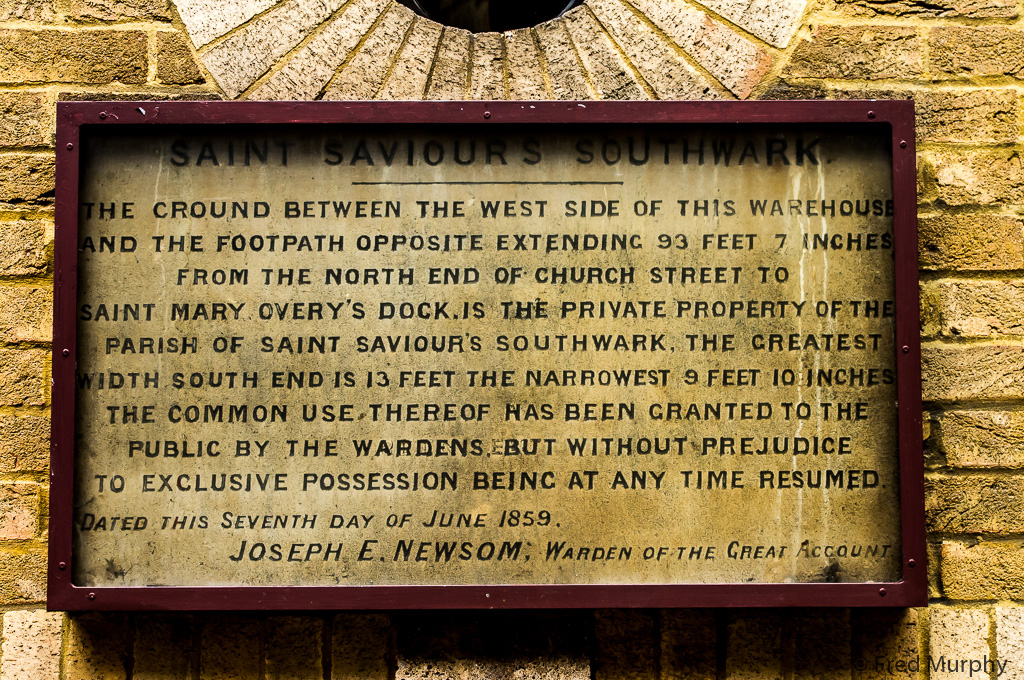 SAINT SAVIOUR'S SOUTHWARK.
THE GROUND BETWEEN THE WEST SIDE OF THIS WAREHOUSE
AND THE FOOTPATH OPPOSITE EXTENDING 93 FEET 7 INCHES
FROM THE NORTH END OF CHURCH STREET TO
SAINT MARY OVERY'S DOCK, IS THE PRIVATE PROPERTY OF THE
PARISH OF SAINT SAVIOUR'S SOUTHWARK, THE GREATEST
WIDTH SOUTH END IS 13 FEET THE NARROWEST 9 FEET 10 INCHES
THE COMMON USE THEREOF HAS BEEN GRANTED TO THE
PUBLIC BY THE WARDENS, BUT WITHOUT PREJUDICE
TO EXCLUSIVE POSSESSION BEING AT ANY TIME RESUMED.
DATED THIS SEVENTH DAY OF JUNE 1859.
JOSEPH E. NEWSOM, WARDEN OF THE GREAT ACCOUNT
© Fred Murphy